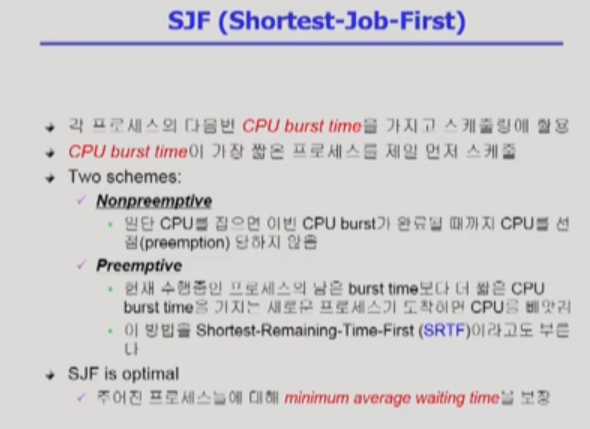 SJF (Shortest-Job-First)
각 프로세스의 다음번 CPU burst time을 가지고 스케줄링에 활용
CPU burst time이 가장 짧은 프로세스를 제일 먼저 스케줄
Two schemes:
Nonpreemptive
일단 CPU를 잡으면 이번 CPU burst가 완료될 때까지 CPU를 선
점(preemption) 당하지 않음
Preemptive
현재 수행중인 프로세스의 남은 burst time보다 더 짧은 CPU
burst time을 가지는 새로운 프로세스가 도착하면 CPU를 빼앗김
이 방법을 Shortest-Remaining-Time-First (SRTF)이라고도 부른
다
SJF is optimal
주어진 프로세스들에 대해 minimum average waiting time을 보장